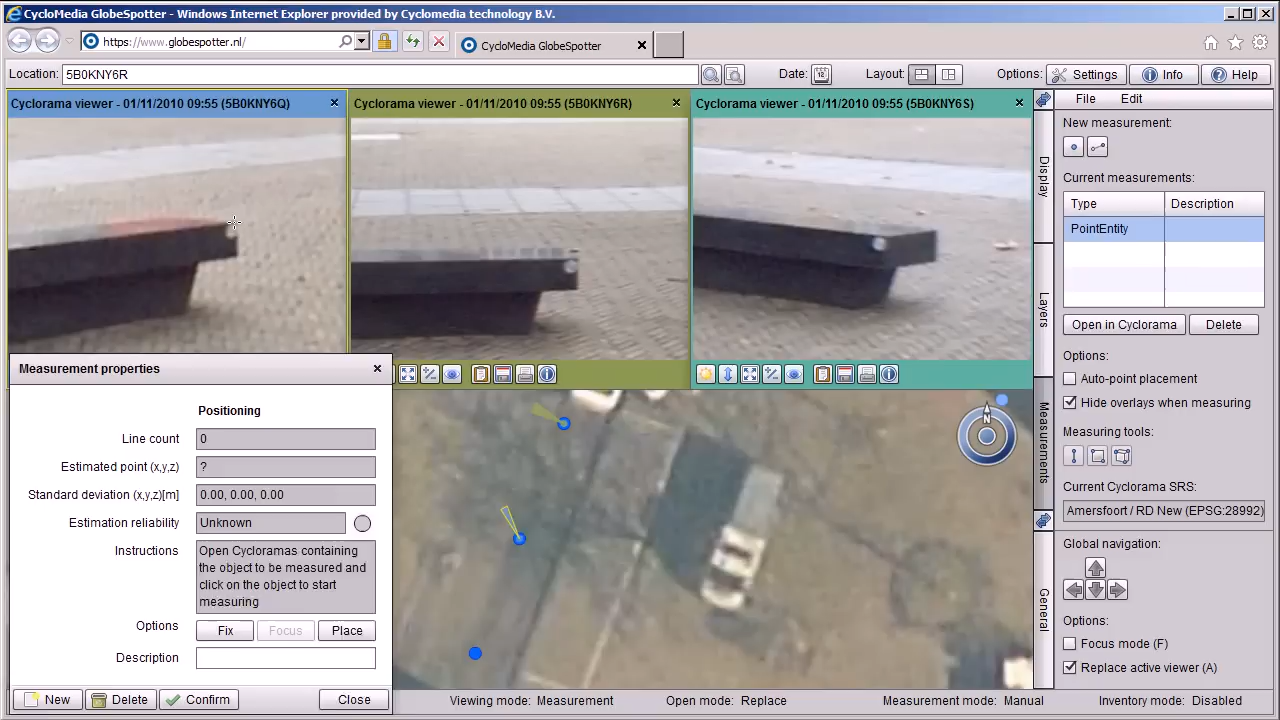 CycloMedia GlobeSpotter - Windows Internet Explorer provided by Cyclomedia technology B.V.
https://www.globespotter.nl/
CycloMedia GlobeSpotter
Location: 5B0KNY6R Date: 12 Layout: Options: Settings Info Help
Cyclorama viewer - 01/11/2010 09:55 (5B0KNY6Q)
Cyclorama viewer - 01/11/2010 09:55 (5B0KNY6R)
Cyclorama viewer - 01/11/2010 09:55 (5B0KNY6S)
Display
Layers
Measurements
General
File Edit
New measurement:
Current measurements:
Type Description
PointEntity
Open in Cyclorama Delete
Options:
Auto-point placement
Hide overlays when measuring
Measuring tools:
Current Cyclorama SRS:
Amersfoort / RD New (EPSG:28992)
Global navigation:
Options:
Focus mode (F)
Replace active viewer (A)
Measurement properties
Positioning
Line count 0
Estimated point (x,y,z) ?
Standard deviation (x,y,z)[m] 0.00, 0.00, 0.00
Estimation reliability Unknown
Instructions Open Cycloramas containing
the object to be measured and
click on the object to start
measuring
Options Fix Focus Place
Description
New Delete Confirm Close
N
Viewing mode: Measurement Open mode: Replace Measurement mode: Manual Inventory mode: Disabled